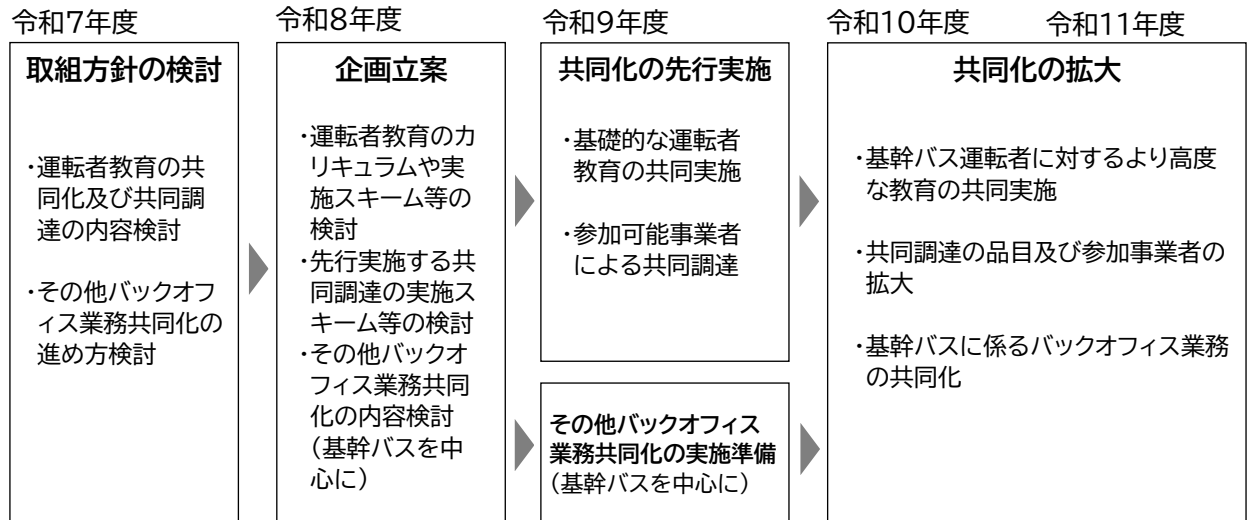 令和7年度
取組方針の検討
・運転者教育の共
同化及び共同調
達の内容検討
・その他バックオフ
ィス業務共同化の
進め方検討
令和8年度
企画立案
・運転者教育のカ
リキュラムや実
施スキーム等の
検討
・先行実施する共
同調達の実施ス
キーム等の検討
・その他バックオ
フィス業務共同
化の内容検討
(基幹バスを中
心に)
令和9年度
共同化の先行実施
・基礎的な運転者
教育の共同実施
・参加可能事業者
による共同調達
その他バックオフィス
業務共同化の実施準備
(基幹バスを中心に)
令和10年度 令和11年度
共同化の拡大
・基幹バス運転者に対するより高度
な教育の共同実施
・共同調達の品目及び参加事業者の
拡大
・基幹バスに係るバックオフィス業務
の共同化